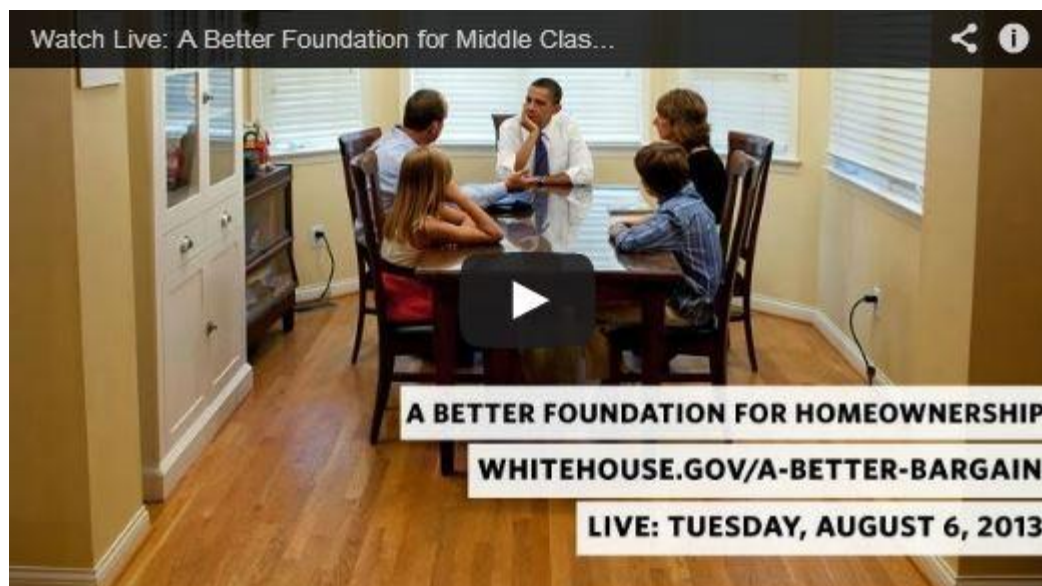 Watch Live: A Better Foundation for Middle Clas...
A BETTER FOUNDATION FOR HOMEOWNERSHIP
WHITEHOUSE.GOV/A-BETTER-BARGAIN
LIVE: TUESDAY, AUGUST 6, 2013